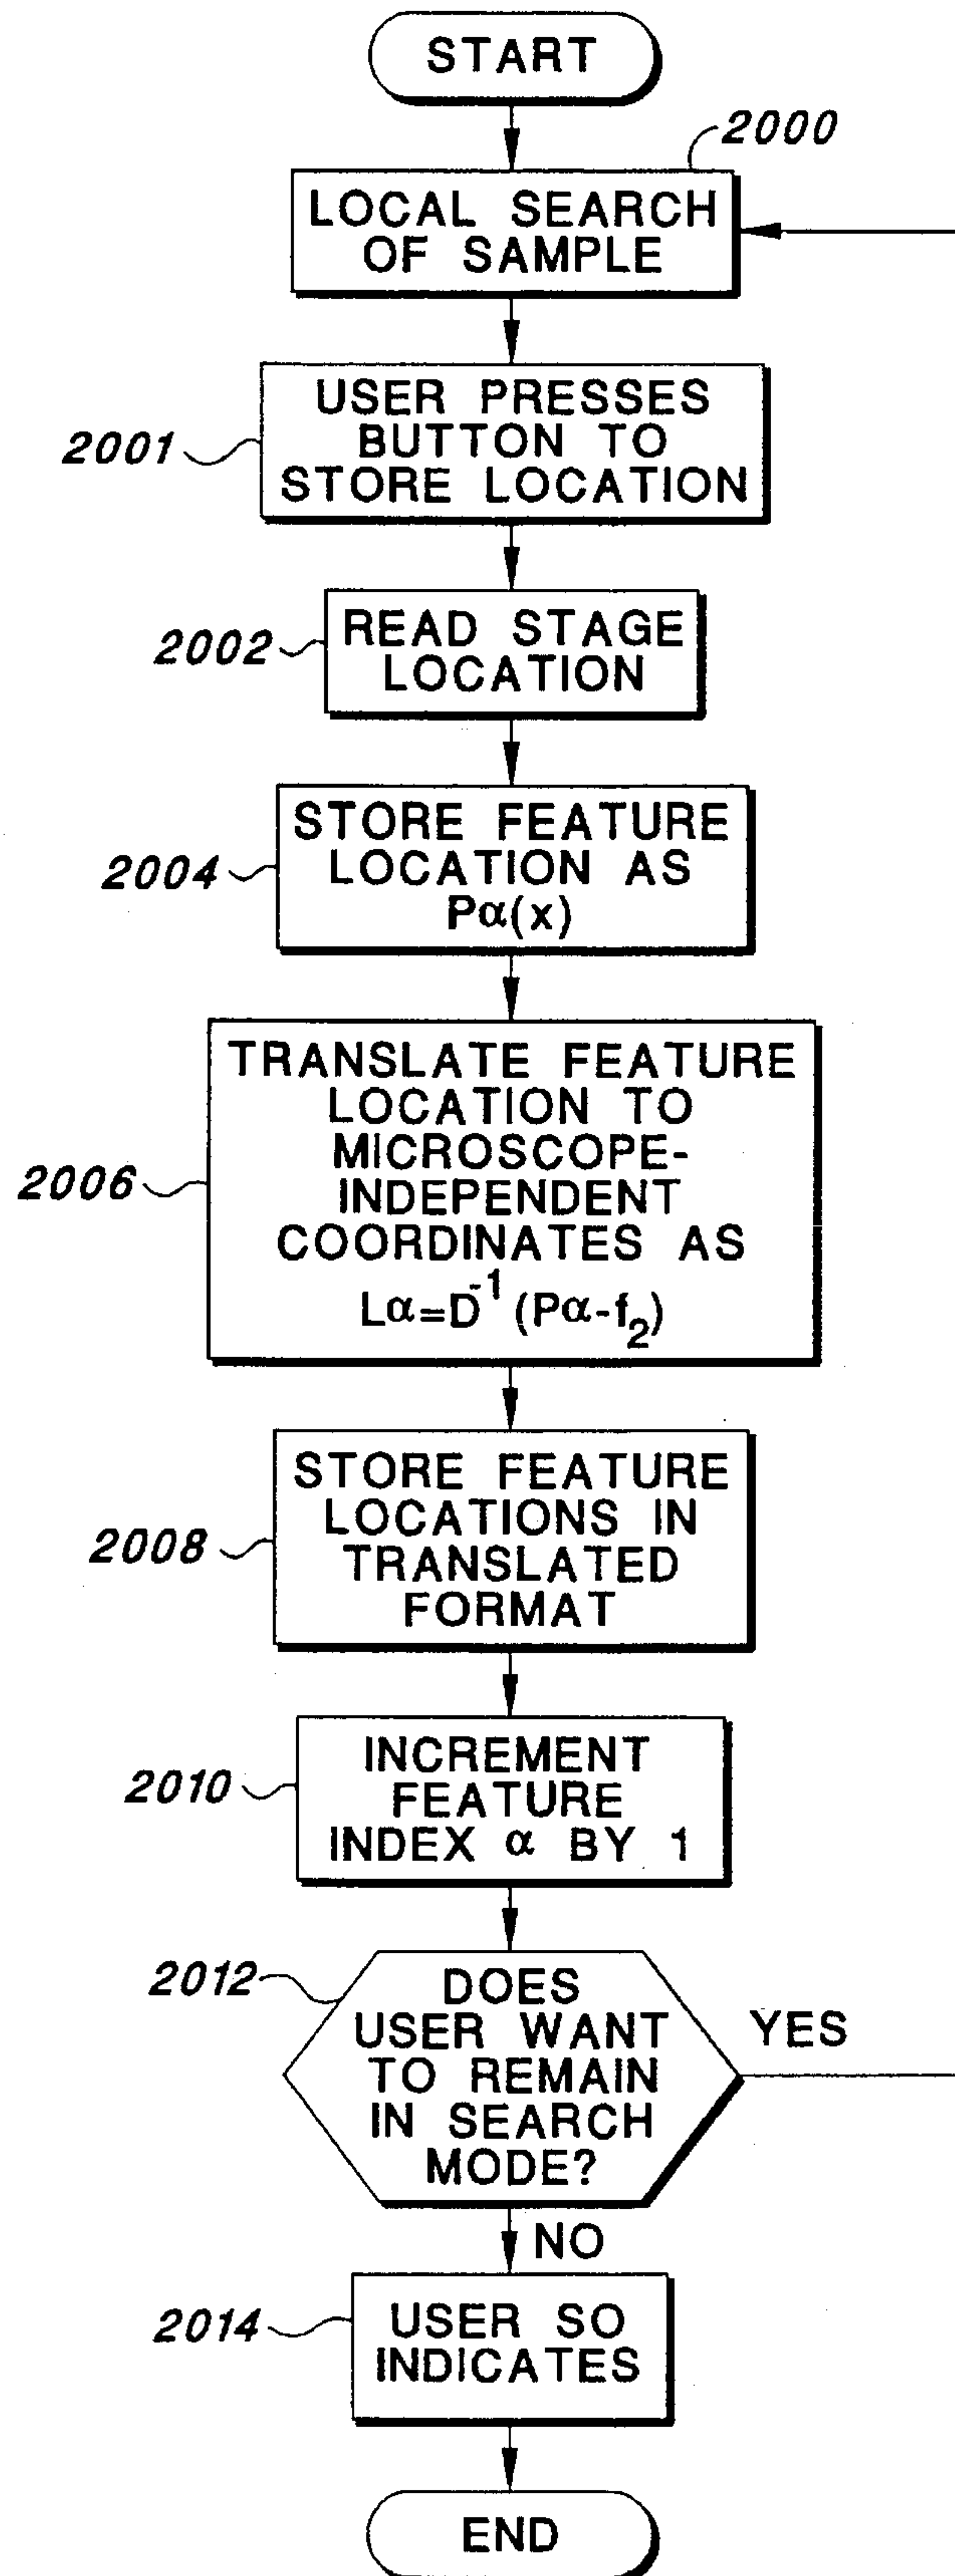 START
2000
LOCAL SEARCH
OF SAMPLE
USER PRESSES
BUTTON TO
STORE LOCATION
2001
READ STAGE
LOCATION
2002
STORE FEATURE
LOCATION AS
Pα(x)
2004
TRANSLATE FEATURE
LOCATION TO
MICROSCOPE-
INDEPENDENT
COORDINATES AS
Lα=D⁻¹(Pα-f₂)
2006
STORE FEATURE
LOCATIONS IN
TRANSLATED
FORMAT
2008
INCREMENT
FEATURE
INDEX α BY 1
2010
2012
DOES
USER WANT
TO REMAIN
IN SEARCH
MODE?
YES
NO
USER SO
INDICATES
2014
END